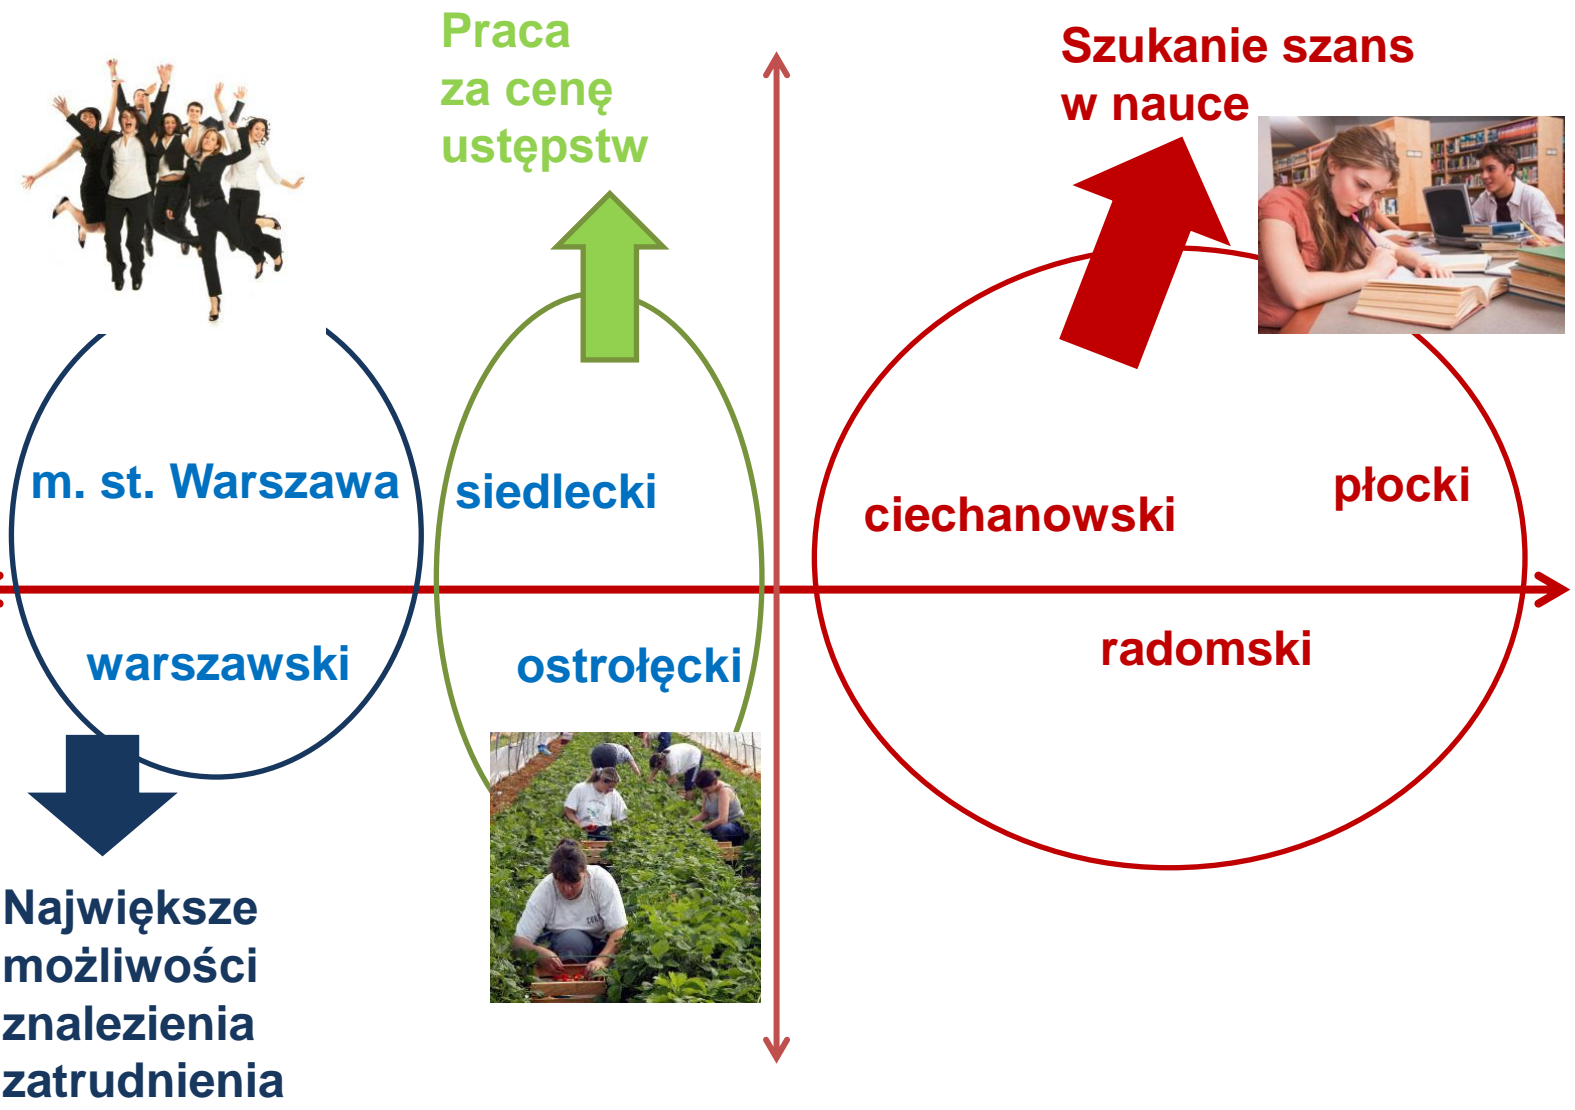 Praca
za cenę
ustępstw
Szukanie szans
w nauce
m. st. Warszawa
siedlecki
ciechanowski
płocki
warszawski
ostrołęcki
radomski
Największe
możliwości
znalezienia
zatrudnienia